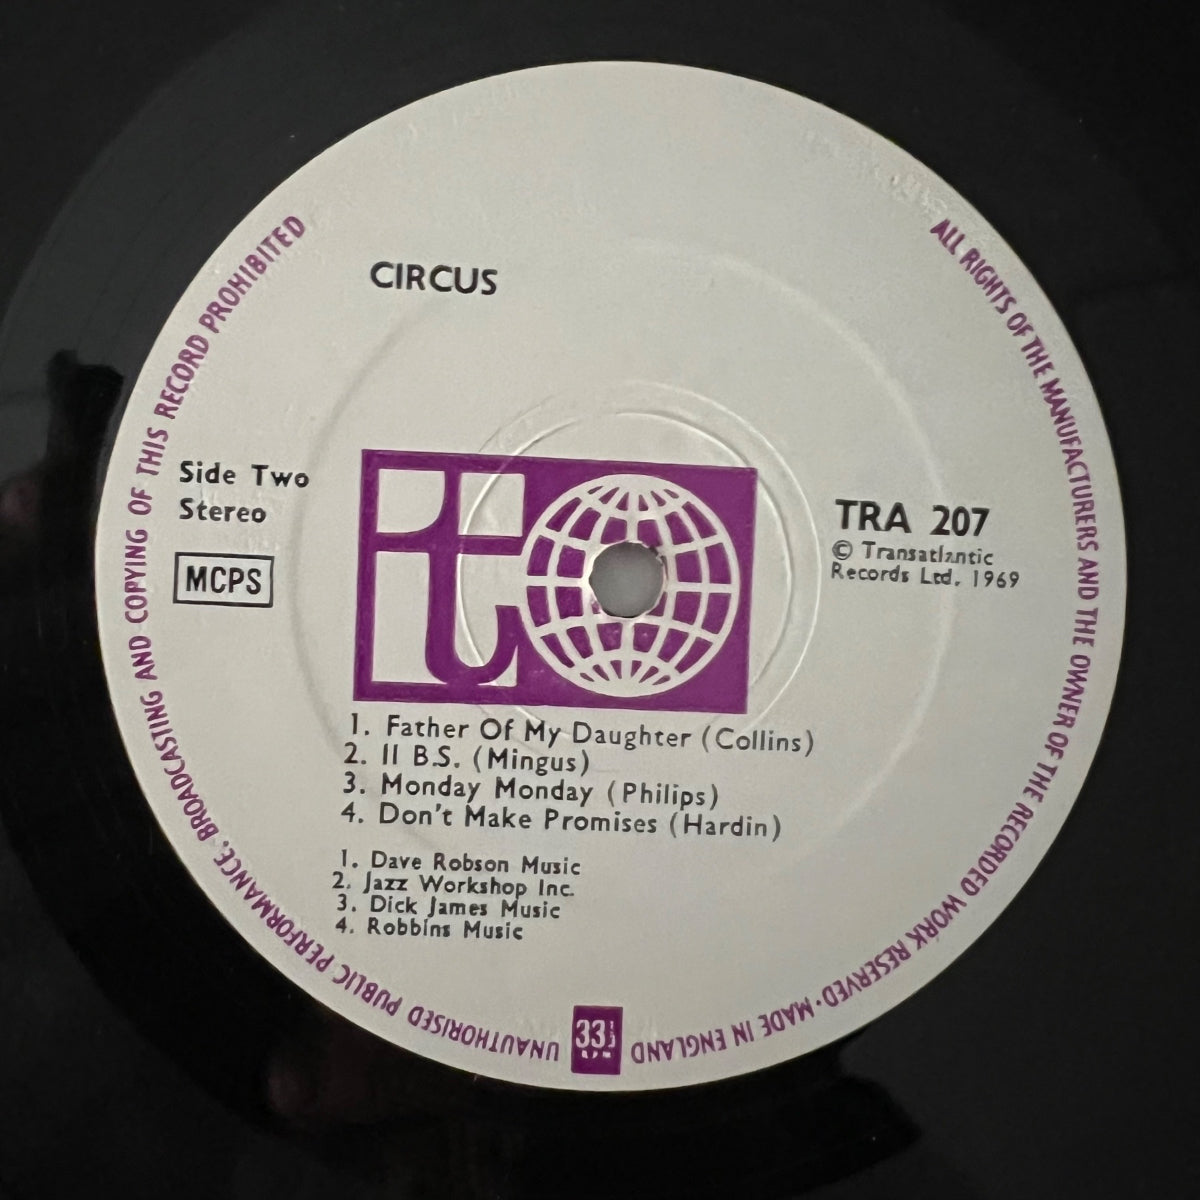 CIRCUS
Side Two
Stereo
MCPS
t
TRA 207
© Transatlantic
Records Ltd. 1969
1. Father Of My Daughter (Collins)
2. II B.S. (Mingus)
3. Monday Monday (Philips)
4. Don't Make Promises (Hardin)
1. Dave Robson Music
2. Jazz Workshop Inc.
3. Dick James Music
4. Robbins Music
33⅓
UNAUTHORISED PUBLIC PERFORMANCE, BROADCASTING AND COPYING OF THIS RECORD PROHIBITED
ALL RIGHTS OF THE MANUFACTURERS AND THE OWNER OF THE RECORDED WORK RESERVED · MADE IN ENGLAND